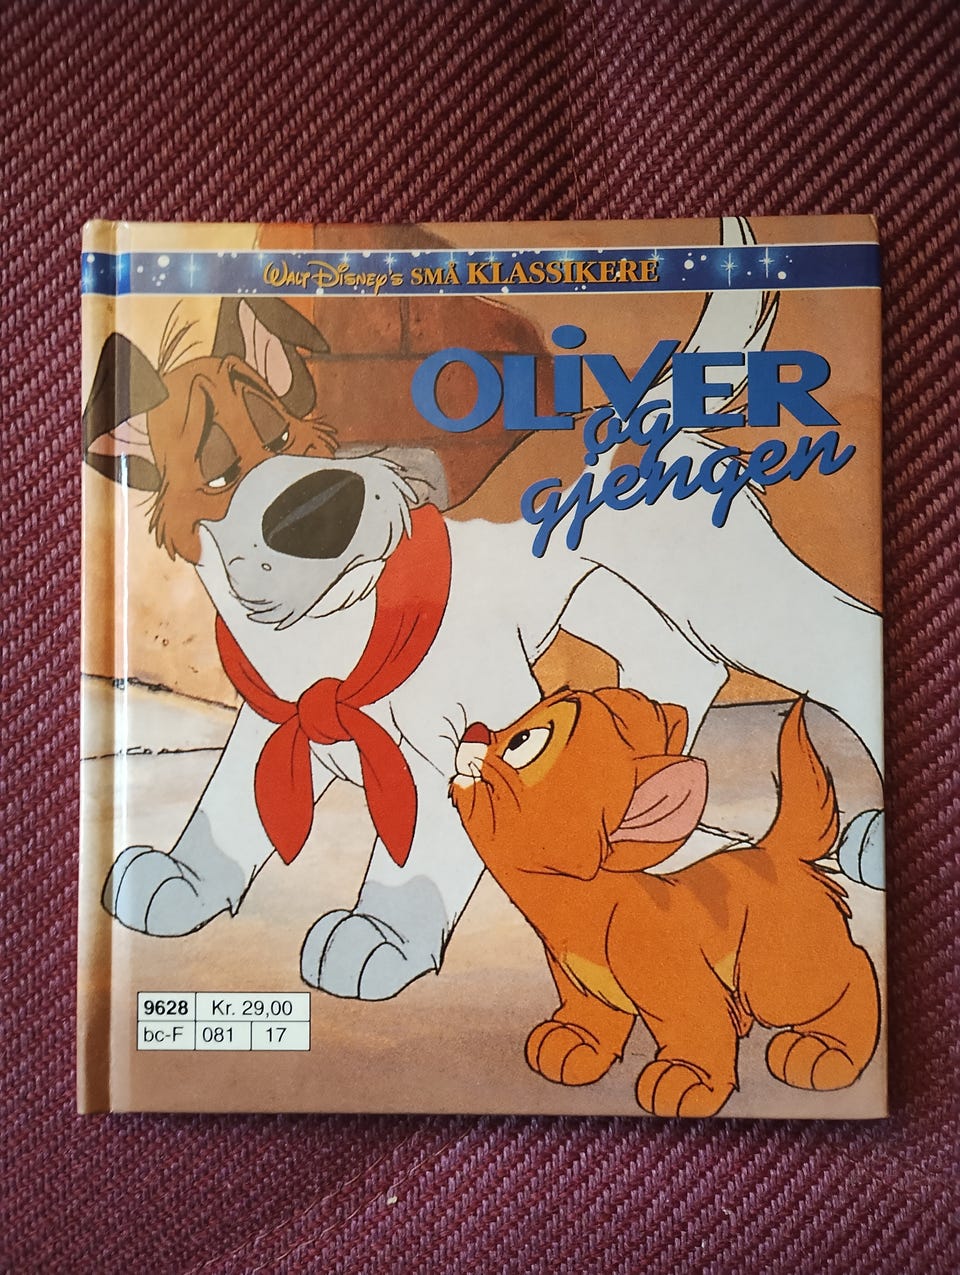 WALT DISNEY'S SMÅ KLASSIKERE
OLIVER
og
gjengen
9628 Kr. 29,00
bc-F 081 17